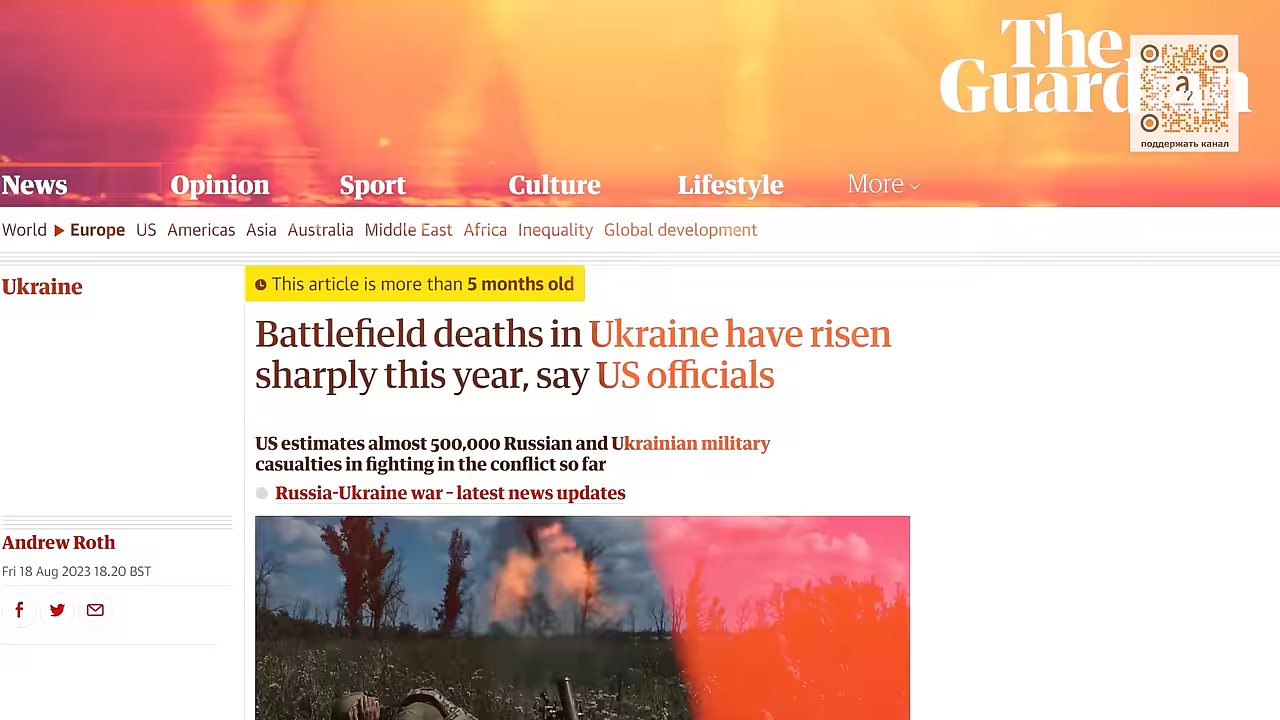 The
Guardian
поддержать канал
News Opinion Sport Culture Lifestyle More
World Europe US Americas Asia Australia Middle East Africa Inequality Global development
Ukraine
This article is more than 5 months old
Battlefield deaths in Ukraine have risen
sharply this year, say US officials
US estimates almost 500,000 Russian and Ukrainian military
casualties in fighting in the conflict so far
Russia-Ukraine war – latest news updates
Andrew Roth
Fri 18 Aug 2023 18.20 BST